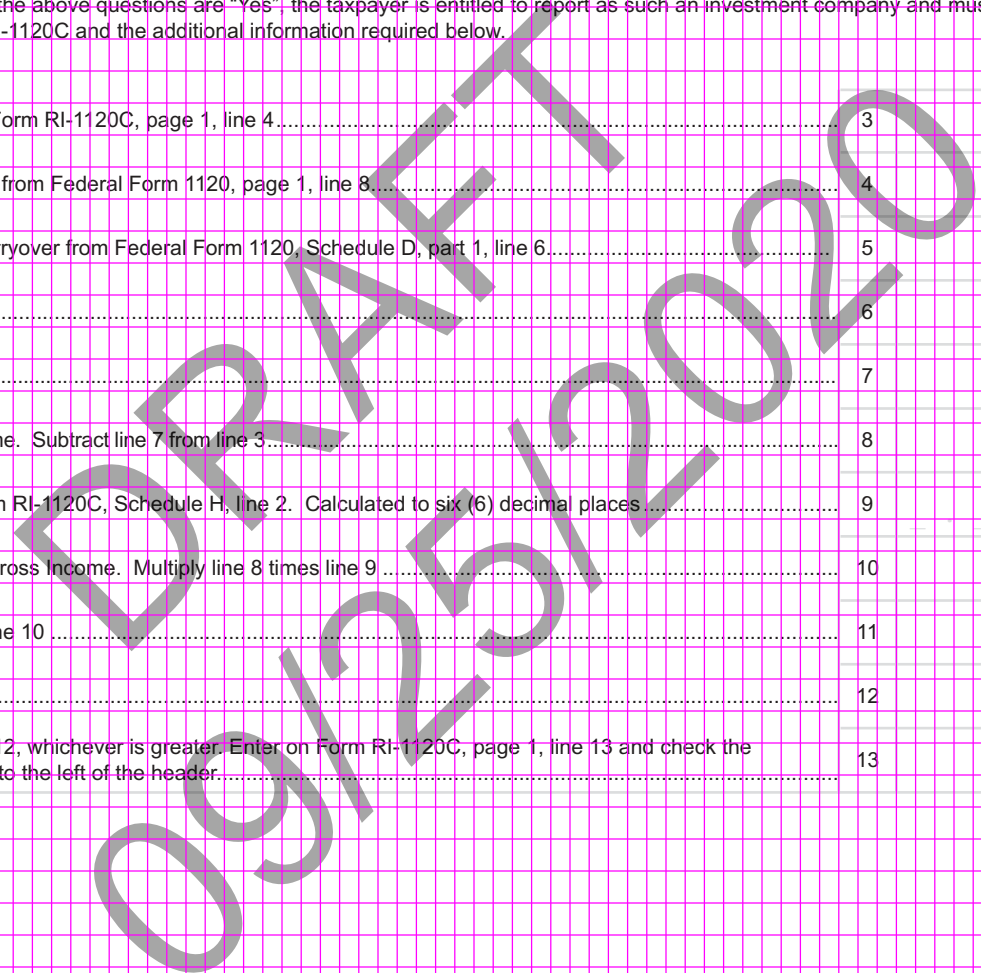 the above questions are “Yes”, the taxpayer is entitled to report as such an investment company and mus
-1120C and the additional information required below.
Form RI-1120C, page 1, line 4 3
from Federal Form 1120, page 1, line 8 4
rryover from Federal Form 1120, Schedule D, part 1, line 6 5
6
7
ne. Subtract line 7 from line 3 8
m RI-1120C, Schedule H, line 2. Calculated to six (6) decimal places 9
ross Income. Multiply line 8 times line 9 10
ne 10 11
12
12, whichever is greater. Enter on Form RI-1120C, page 1, line 13 and check the
to the left of the header 13
DRAFT
09/25/2020